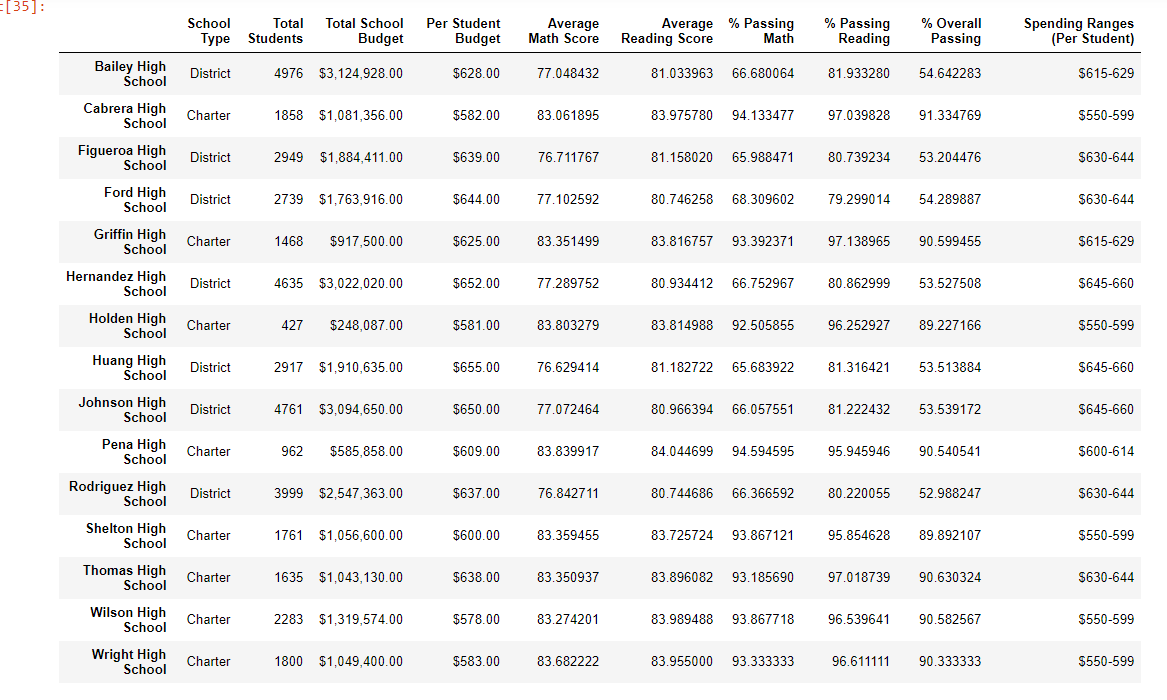 [35]:
School Total Total School Per Student Average Average % Passing % Passing % Overall Spending Ranges
Type Students Budget Budget Math Score Reading Score Math Reading Passing (Per Student)
Bailey High
School District 4976 $3,124,928.00 $628.00 77.048432 81.033963 66.680064 81.933280 54.642283 $615-629
Cabrera High
School Charter 1858 $1,081,356.00 $582.00 83.061895 83.975780 94.133477 97.039828 91.334769 $550-599
Figueroa High
School District 2949 $1,884,411.00 $639.00 76.711767 81.158020 65.988471 80.739234 53.204476 $630-644
Ford High
School District 2739 $1,763,916.00 $644.00 77.102592 80.746258 68.309602 79.299014 54.289887 $630-644
Griffin High
School Charter 1468 $917,500.00 $625.00 83.351499 83.816757 93.392371 97.138965 90.599455 $615-629
Hernandez High
School District 4635 $3,022,020.00 $652.00 77.289752 80.934412 66.752967 80.862999 53.527508 $645-660
Holden High
School Charter 427 $248,087.00 $581.00 83.803279 83.814988 92.505855 96.252927 89.227166 $550-599
Huang High
School District 2917 $1,910,635.00 $655.00 76.629414 81.182722 65.683922 81.316421 53.513884 $645-660
Johnson High
School District 4761 $3,094,650.00 $650.00 77.072464 80.966394 66.057551 81.222432 53.539172 $645-660
Pena High
School Charter 962 $585,858.00 $609.00 83.839917 84.044699 94.594595 95.945946 90.540541 $600-614
Rodriguez High
School District 3999 $2,547,363.00 $637.00 76.842711 80.744686 66.366592 80.220055 52.988247 $630-644
Shelton High
School Charter 1761 $1,056,600.00 $600.00 83.359455 83.725724 93.867121 95.854628 89.892107 $550-599
Thomas High
School Charter 1635 $1,043,130.00 $638.00 83.350937 83.896082 93.185690 97.018739 90.630324 $630-644
Wilson High
School Charter 2283 $1,319,574.00 $578.00 83.274201 83.989488 93.867718 96.539641 90.582567 $550-599
Wright High
School Charter 1800 $1,049,400.00 $583.00 83.682222 83.955000 93.333333 96.611111 90.333333 $550-599